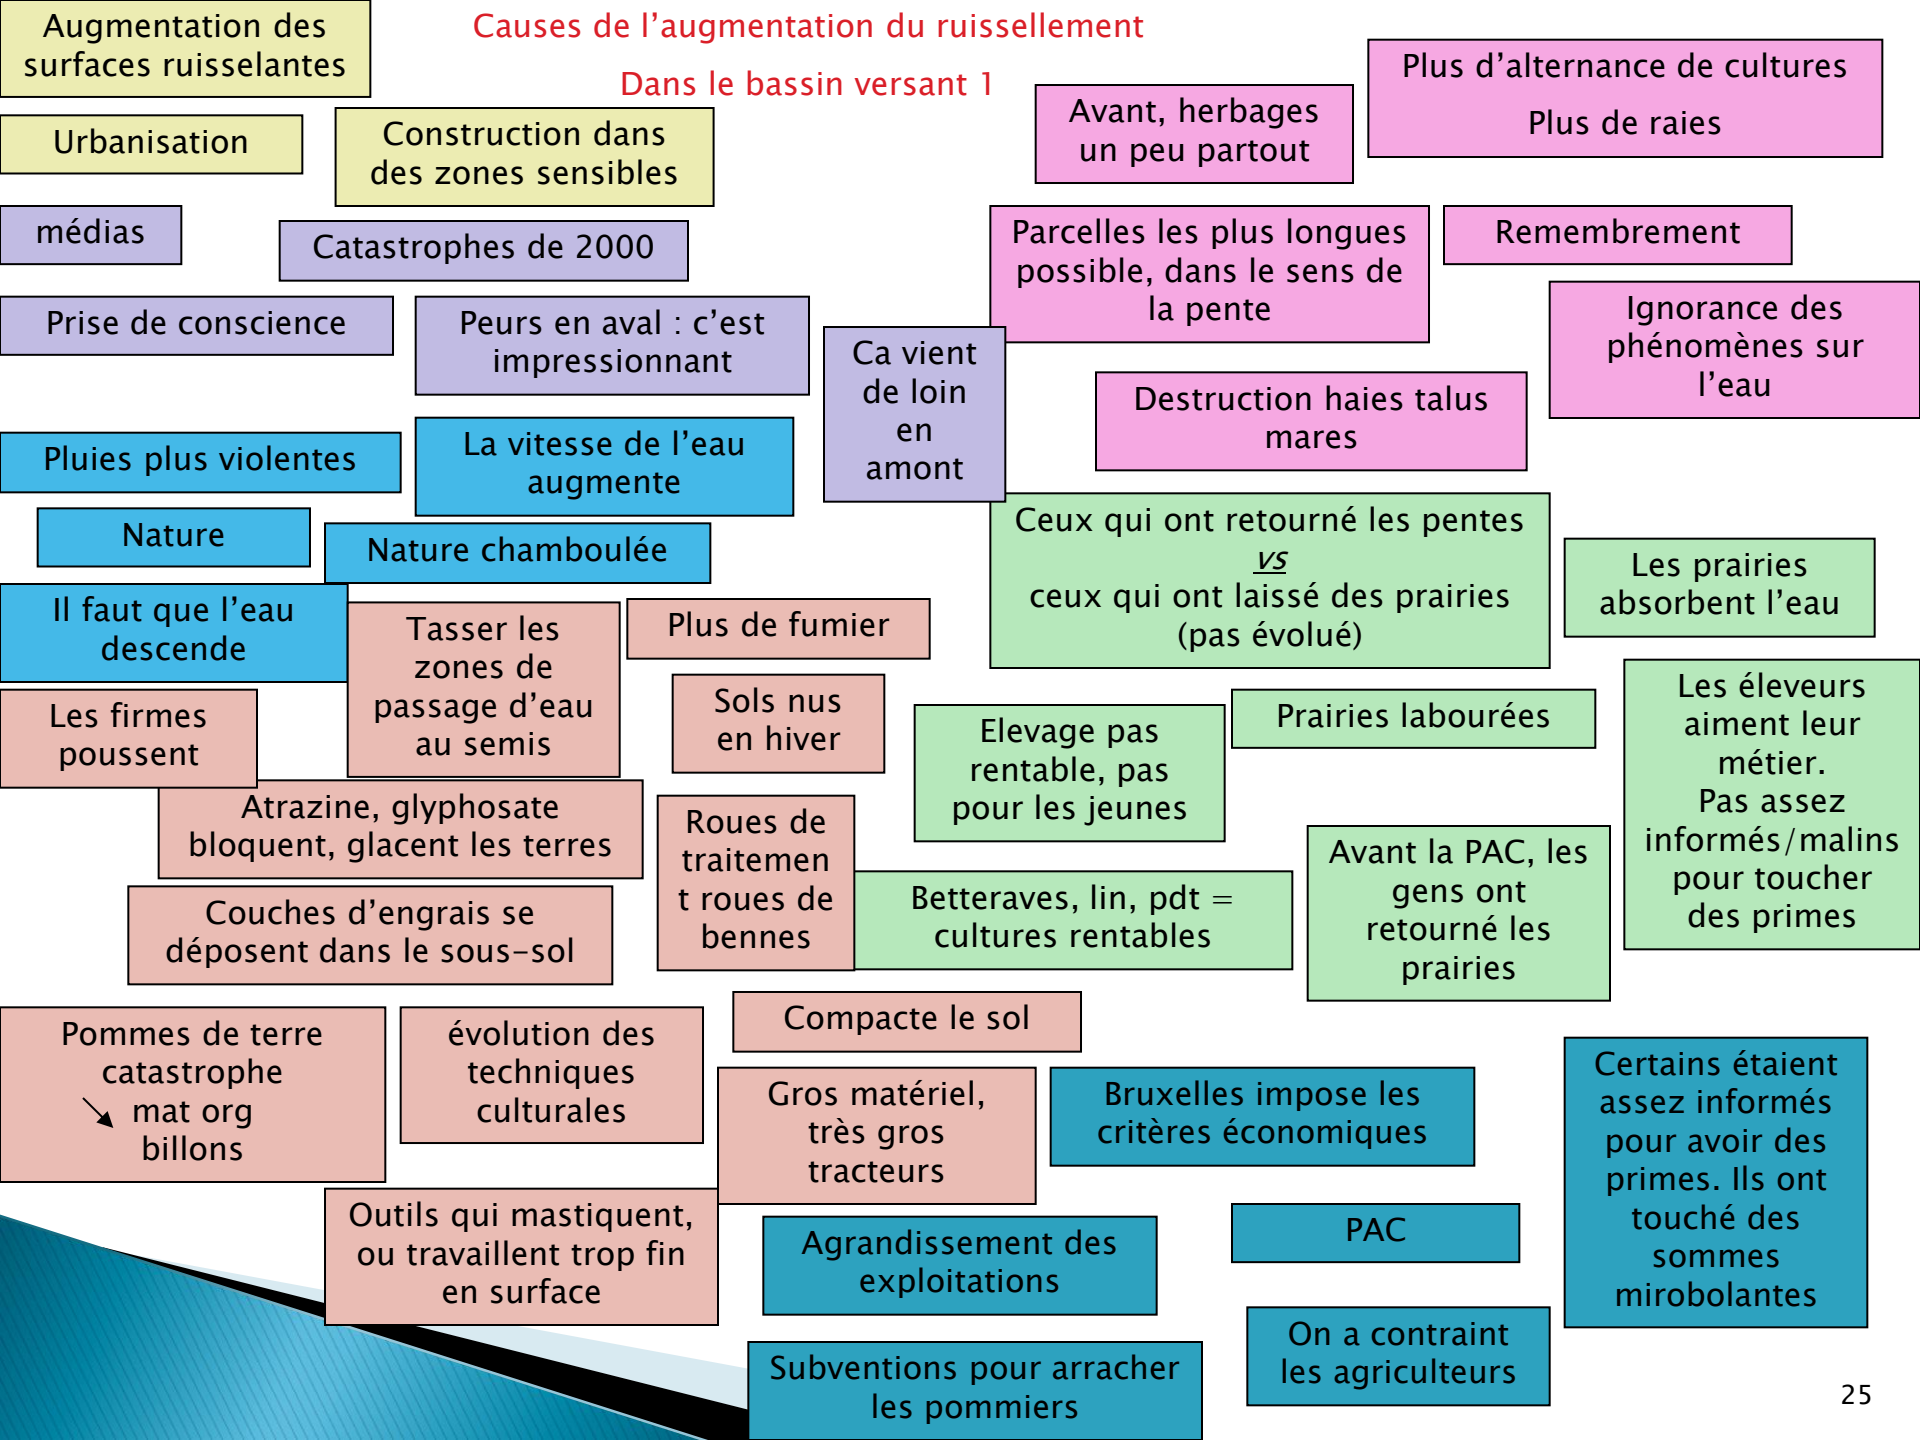 Augmentation des
surfaces ruisselantes
Causes de l’augmentation du ruissellement
Dans le bassin versant 1
Plus d’alternance de cultures
Plus de raies
Avant, herbages
un peu partout
Urbanisation
Construction dans
des zones sensibles
médias
Catastrophes de 2000
Parcelles les plus longues
possible, dans le sens de
la pente
Remembrement
Prise de conscience
Peurs en aval : c’est
impressionnant
Ca vient
de loin
en
amont
Ignorance des
phénomènes sur
l’eau
Destruction haies talus
mares
Pluies plus violentes
La vitesse de l’eau
augmente
Nature
Nature chamboulée
Ceux qui ont retourné les pentes
vs
ceux qui ont laissé des prairies
(pas évolué)
Les prairies
absorbent l’eau
Il faut que l’eau
descende
Tasser les
zones de
passage d’eau
au semis
Plus de fumier
Les firmes
poussent
Sols nus
en hiver
Elevage pas
rentable, pas
pour les jeunes
Prairies labourées
Les éleveurs
aiment leur
métier.
Pas assez
informés/malins
pour toucher
des primes
Atrazine, glyphosate
bloquent, glacent les terres
Roues de
traitemen
t roues de
bennes
Avant la PAC, les
gens ont
retourné les
prairies
Couches d’engrais se
déposent dans le sous-sol
Betteraves, lin, pdt =
cultures rentables
Pommes de terre
catastrophe
↘ mat org
billons
évolution des
techniques
culturales
Compacte le sol
Gros matériel,
très gros
tracteurs
Bruxelles impose les
critères économiques
Certains étaient
assez informés
pour avoir des
primes. Ils ont
touché des
sommes
mirobolantes
Outils qui mastiquent,
ou travaillent trop fin
en surface
Agrandissement des
exploitations
PAC
On a contraint
les agriculteurs
Subventions pour arracher
les pommiers
25